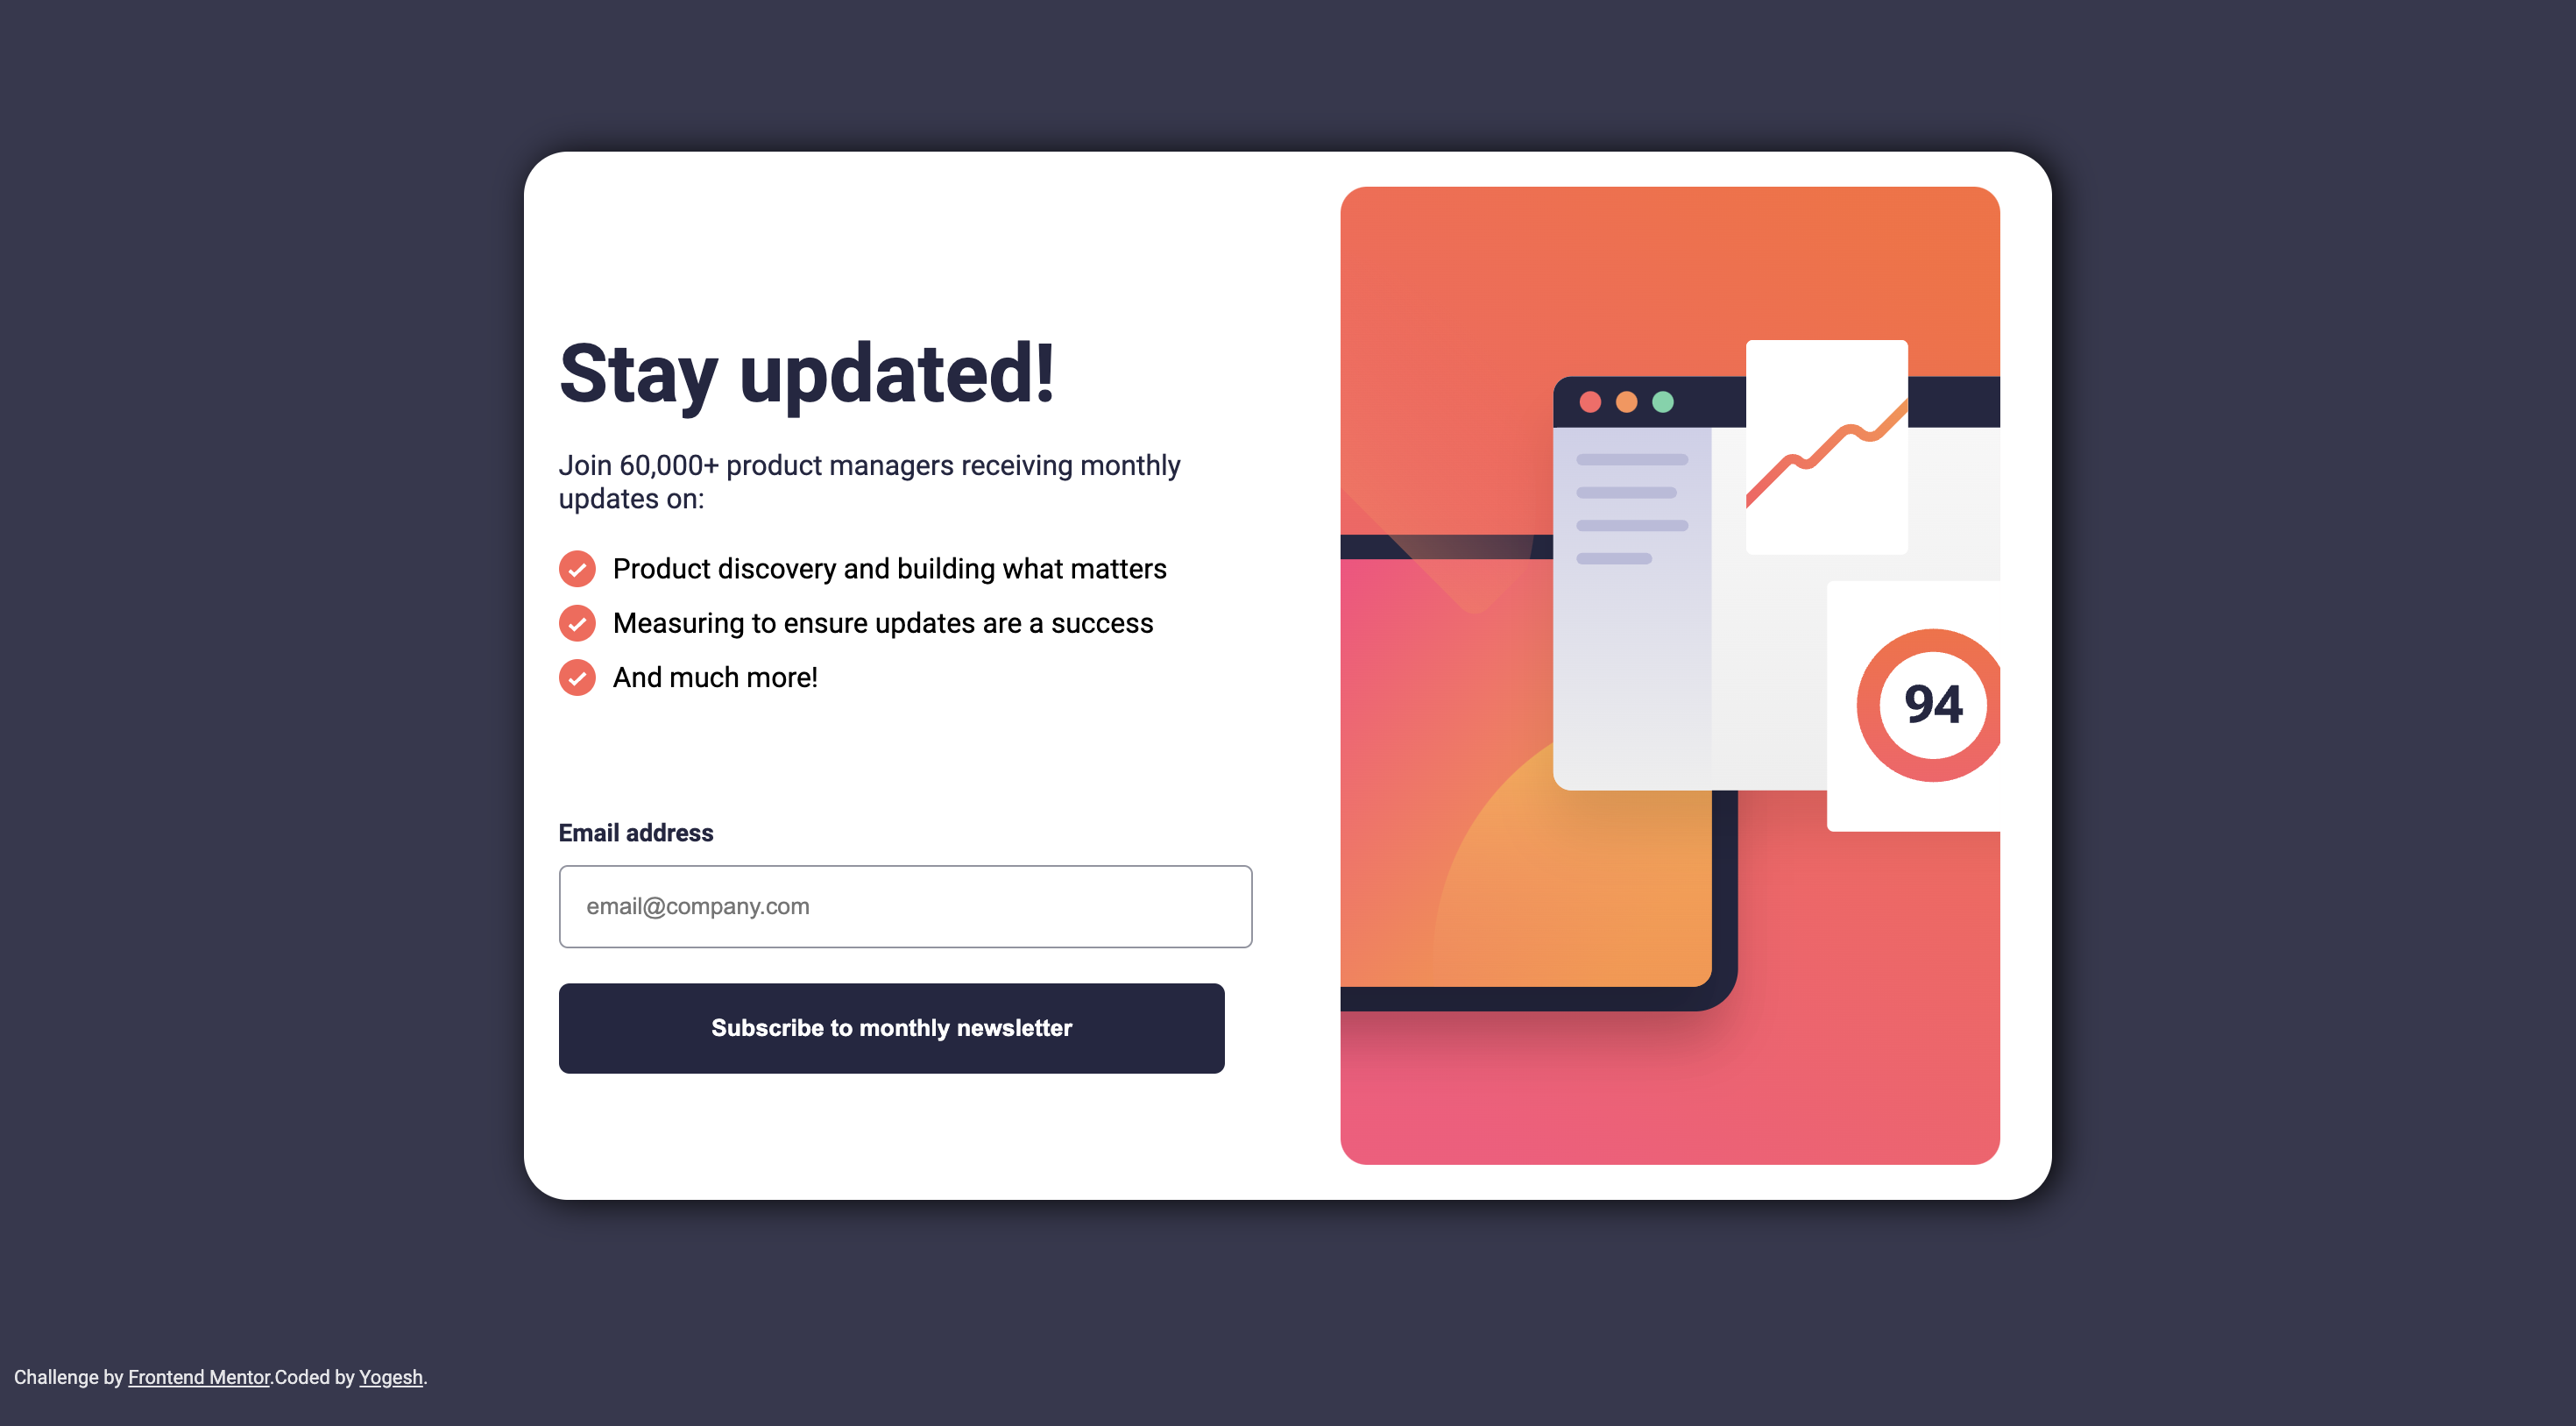 Stay updated!
Join 60,000+ product managers receiving monthly
updates on:
Product discovery and building what matters
Measuring to ensure updates are a success
And much more!
Email address
email@company.com
Subscribe to monthly newsletter
94
Challenge by Frontend Mentor.Coded by Yogesh.